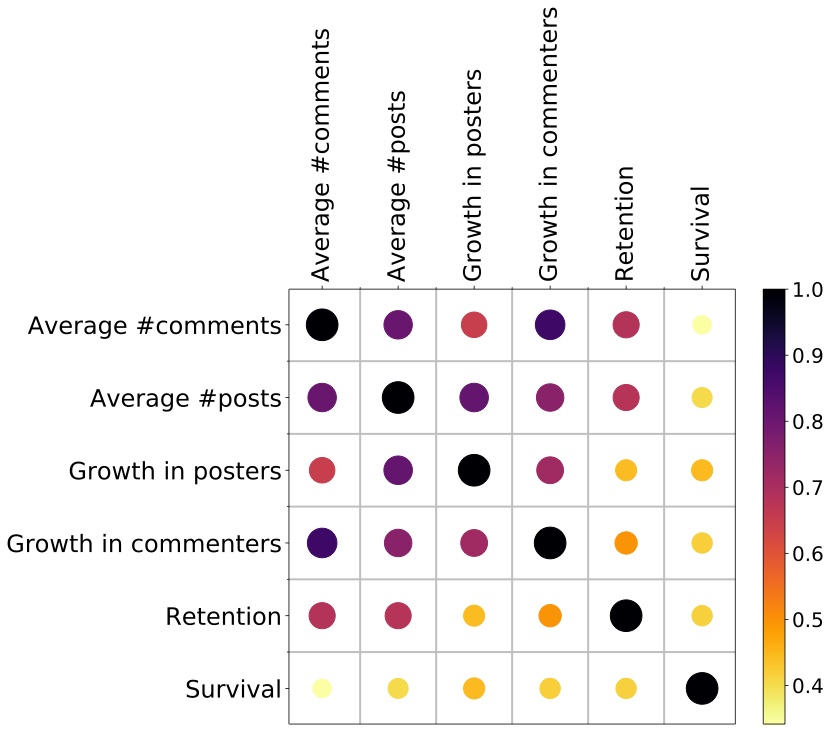 Average #comments
Average #posts
Growth in posters
Growth in commenters
Retention
Survival
Average #comments
Average #posts
Growth in posters
Growth in commenters
Retention
Survival
1.0
0.9
0.8
0.7
0.6
0.5
0.4